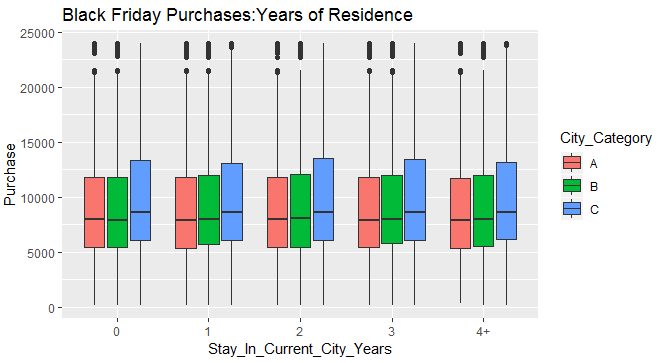 Black Friday Purchases:Years of Residence
25000
20000
15000
10000
5000
0
Purchase
0 1 2 3 4+
Stay_In_Current_City_Years
City_Category
A
B
C